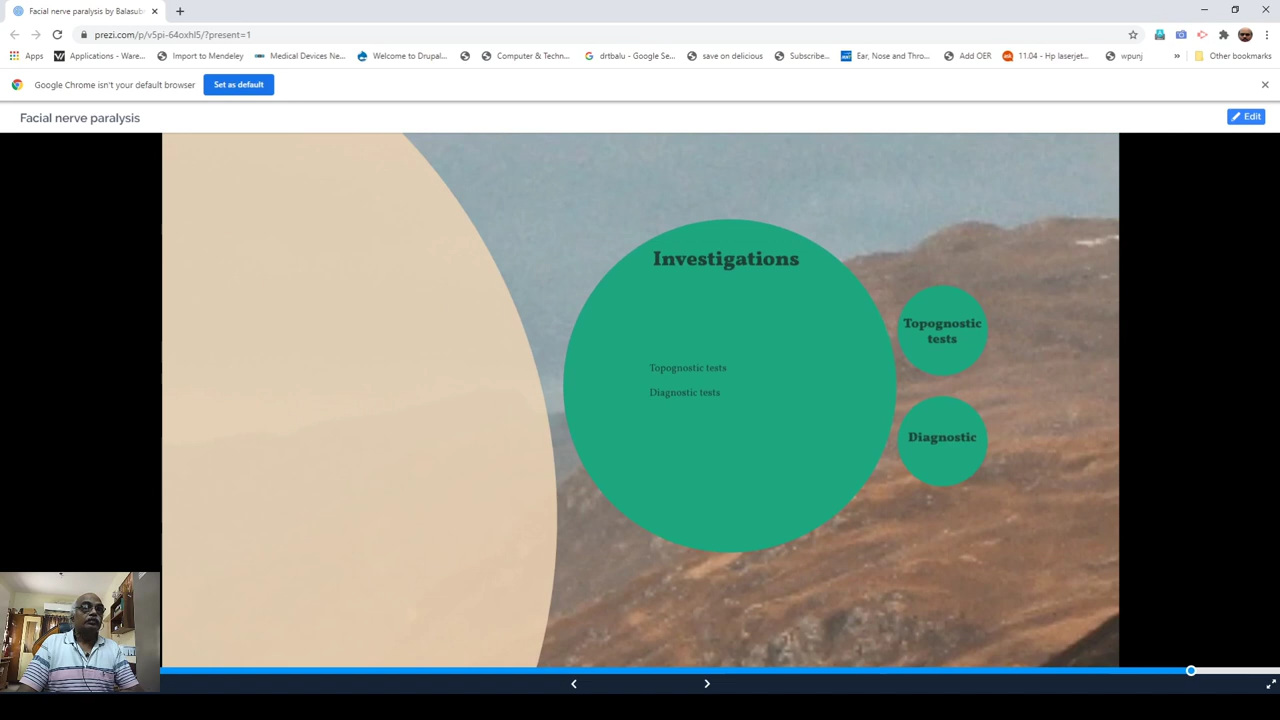 Facial nerve paralysis by Balasub
prezi.com/p/v5pi-64oxhl5/?present=1
Apps
Applications - Ware...
Import to Mendeley
Medical Devices Ne...
Welcome to Drupal...
Computer & Techn...
drtbalu - Google Se...
save on delicious
Subscribe...
Ear, Nose and Thro...
Add OER
11.04 - Hp laserjet...
wpunj
»
Other bookmarks
Google Chrome isn't your default browser
Set as default
Facial nerve paralysis
Edit
Investigations
Topognostic tests
Diagnostic tests
Topognostic
tests
Diagnostic